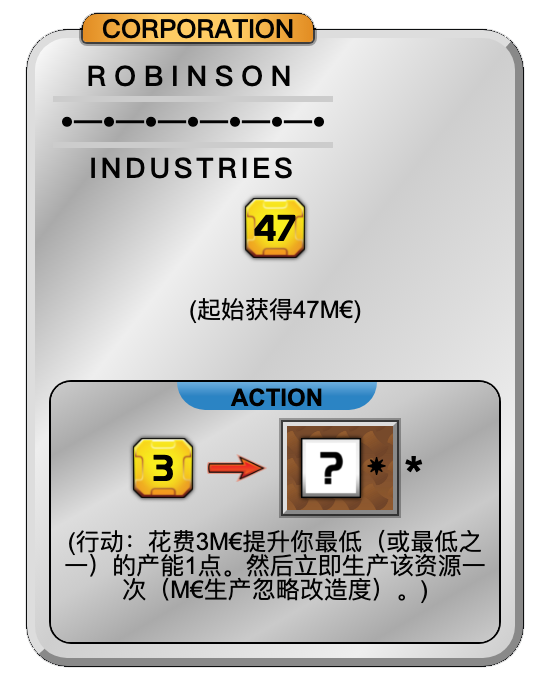 CORPORATION
ROBINSON
INDUSTRIES
47
(起始获得47M€)
ACTION
3 ? * *
(行动：花费3M€提升你最低（或最低之
一）的产能1点。然后立即生产该资源一
次（M€生产忽略改造度）。)